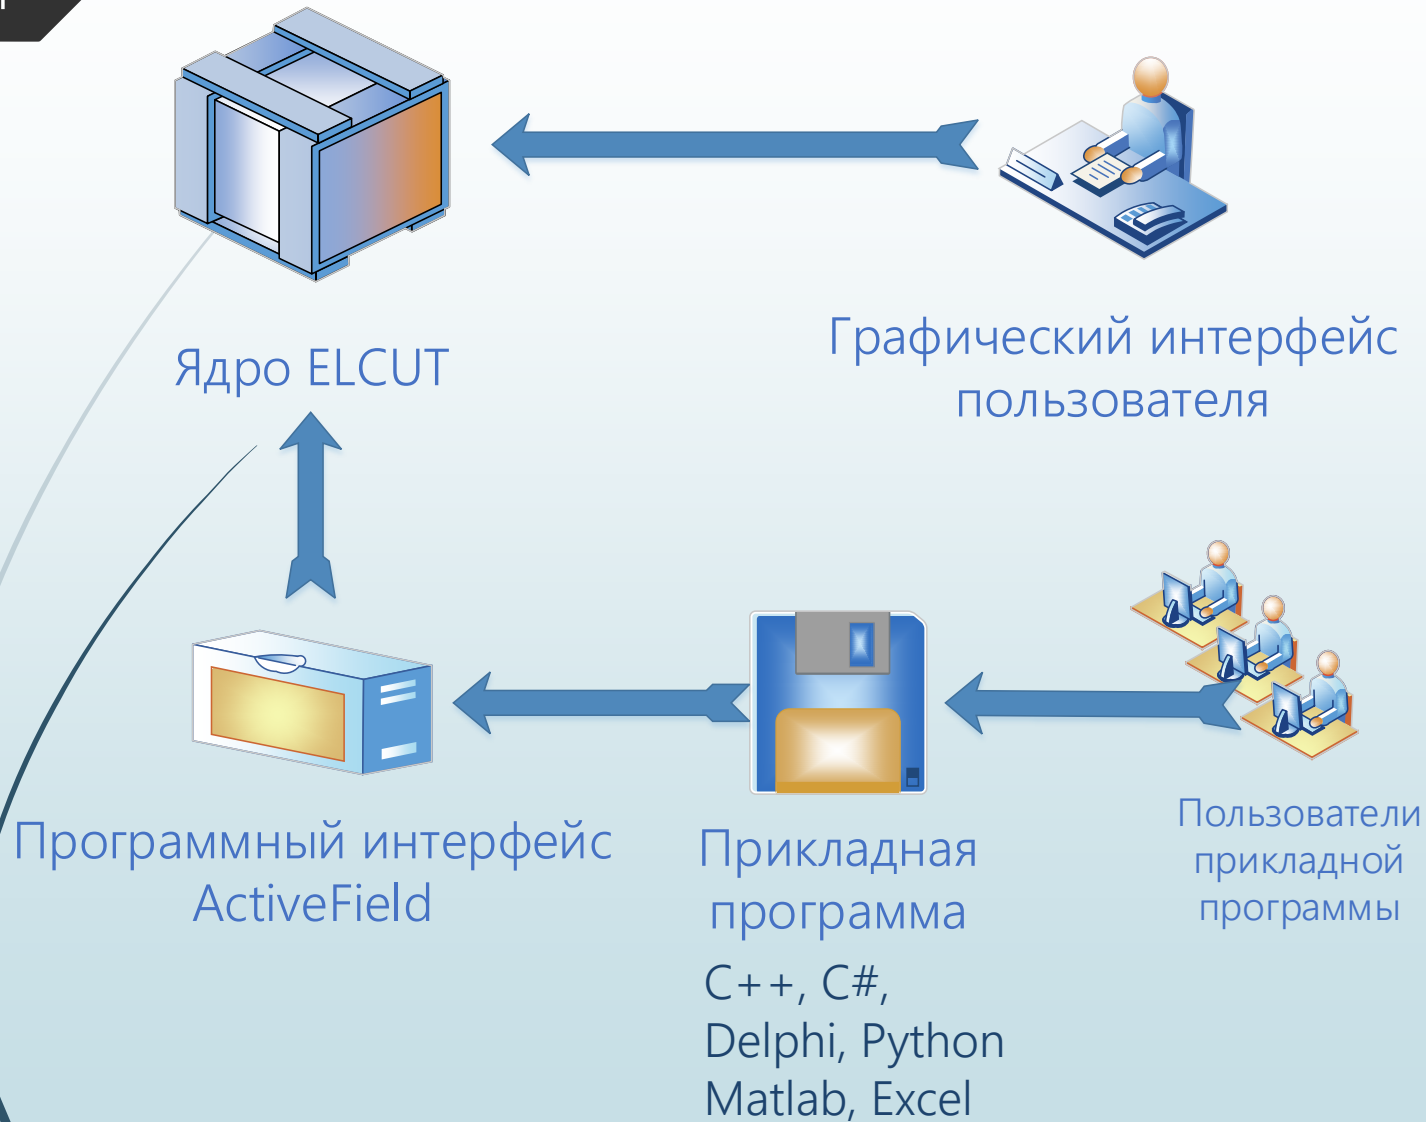 Ядро ELCUT
Графический интерфейс
пользователя
Программный интерфейс
ActiveField
Прикладная
программа
C++, C#,
Delphi, Python
Matlab, Excel
Пользователи
прикладной
программы